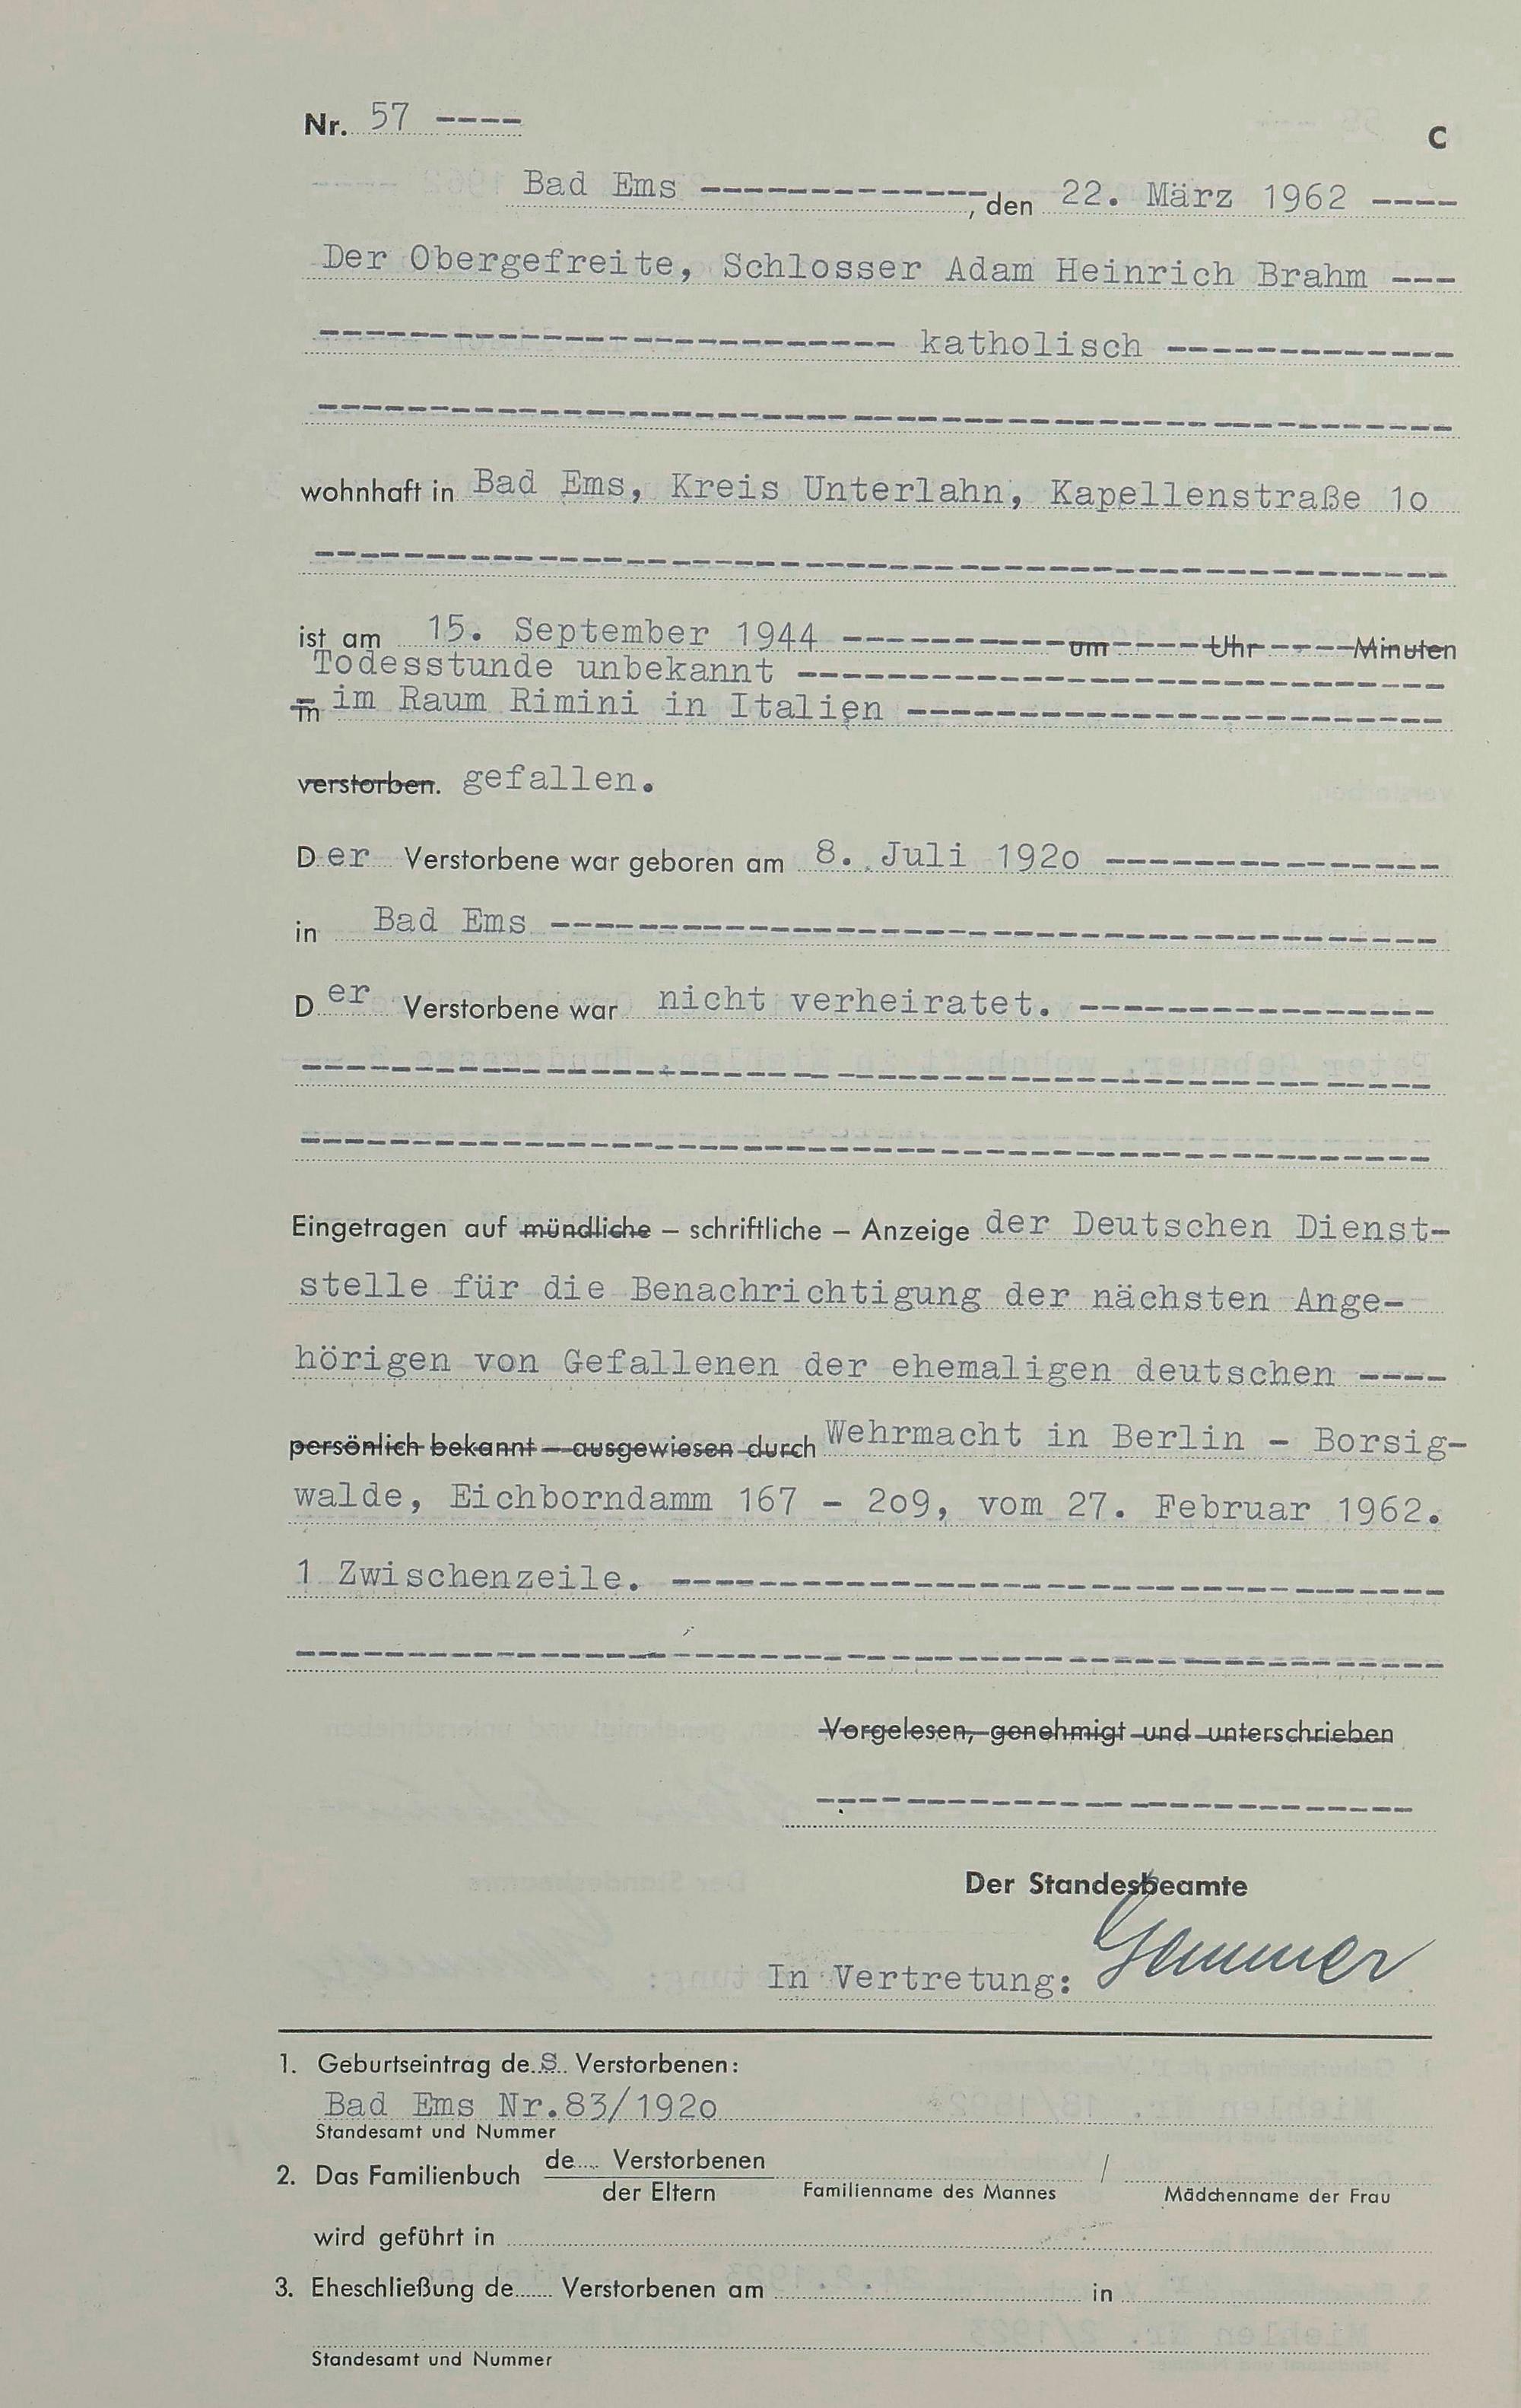 Nr. 57 ----
C
Bad Ems -------------, den 22. März 1962 ----
Der Obergefreite, Schlosser Adam Heinrich Brahm ---
-------------------------- katholisch -------------
---------------------------------------------------
wohnhaft in Bad Ems, Kreis Unterlahn, Kapellenstraße 1o
---------------------------------------------------
ist am 15. September 1944 ---------- um ---- Uhr ---- Minuten
Todesstunde unbekannt -----------------------------
in im Raum Rimini in Italien ------------------------
verstorben. gefallen.
Der Verstorbene war geboren am 8. Juli 192o ---------------
in Bad Ems ----------------------------------------
Der Verstorbene war nicht verheiratet. ----------------
---------------------------------------------------
---------------------------------------------------
Eingetragen auf mündliche – schriftliche – Anzeige der Deutschen Dienst-
stelle für die Benachrichtigung der nächsten Ange-
hörigen von Gefallenen der ehemaligen deutschen ----
persönlich bekannt – ausgewiesen durch Wehrmacht in Berlin - Borsig-
walde, Eichborndamm 167 - 2o9, vom 27. Februar 1962.
1 Zwischenzeile. -----------------------------------
---------------------------------------------------
Vorgelesen, genehmigt und unterschrieben
---------------------------
Der Standesbeamte
In Vertretung: Gemmer
1. Geburtseintrag des Verstorbenen:
Bad Ems Nr.83/192o
Standesamt und Nummer
2. Das Familienbuch de.... Verstorbenen /
der Eltern Familienname des Mannes Mädchenname der Frau
wird geführt in
3. Eheschließung de...... Verstorbenen am in
Standesamt und Nummer